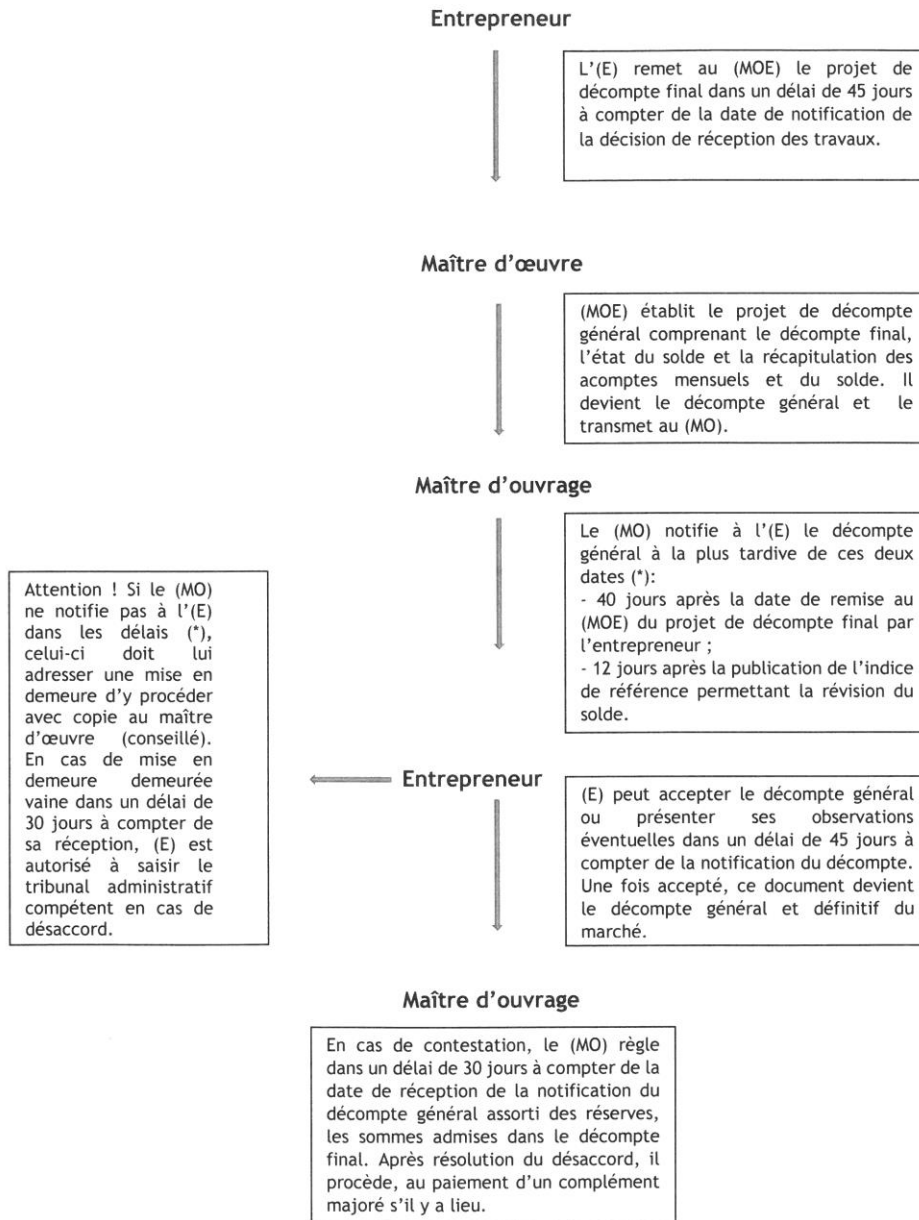 Entrepreneur
L'(E) remet au (MOE) le projet de
décompte final dans un délai de 45 jours
à compter de la date de notification de
la décision de réception des travaux.
Maître d'œuvre
(MOE) établit le projet de décompte
général comprenant le décompte final,
l'état du solde et la récapitulation des
acomptes mensuels et du solde. Il
devient le décompte général et le
transmet au (MO).
Maître d'ouvrage
Le (MO) notifie à l'(E) le décompte
général à la plus tardive de ces deux
dates (*):
- 40 jours après la date de remise au
(MOE) du projet de décompte final par
l'entrepreneur ;
- 12 jours après la publication de l'indice
de référence permettant la révision du
solde.
Attention ! Si le (MO)
ne notifie pas à l'(E)
dans les délais (*),
celui-ci doit lui
adresser une mise en
demeure d'y procéder
avec copie au maître
d'œuvre (conseillé).
En cas de mise en
demeure demeurée
vaine dans un délai de
30 jours à compter de
sa réception, (E) est
autorisé à saisir le
tribunal administratif
compétent en cas de
désaccord.
Entrepreneur
(E) peut accepter le décompte général
ou présenter ses observations
éventuelles dans un délai de 45 jours à
compter de la notification du décompte.
Une fois accepté, ce document devient
le décompte général et définitif du
marché.
Maître d'ouvrage
En cas de contestation, le (MO) règle
dans un délai de 30 jours à compter de la
date de réception de la notification du
décompte général assorti des réserves,
les sommes admises dans le décompte
final. Après résolution du désaccord, il
procède, au paiement d'un complément
majoré s'il y a lieu.